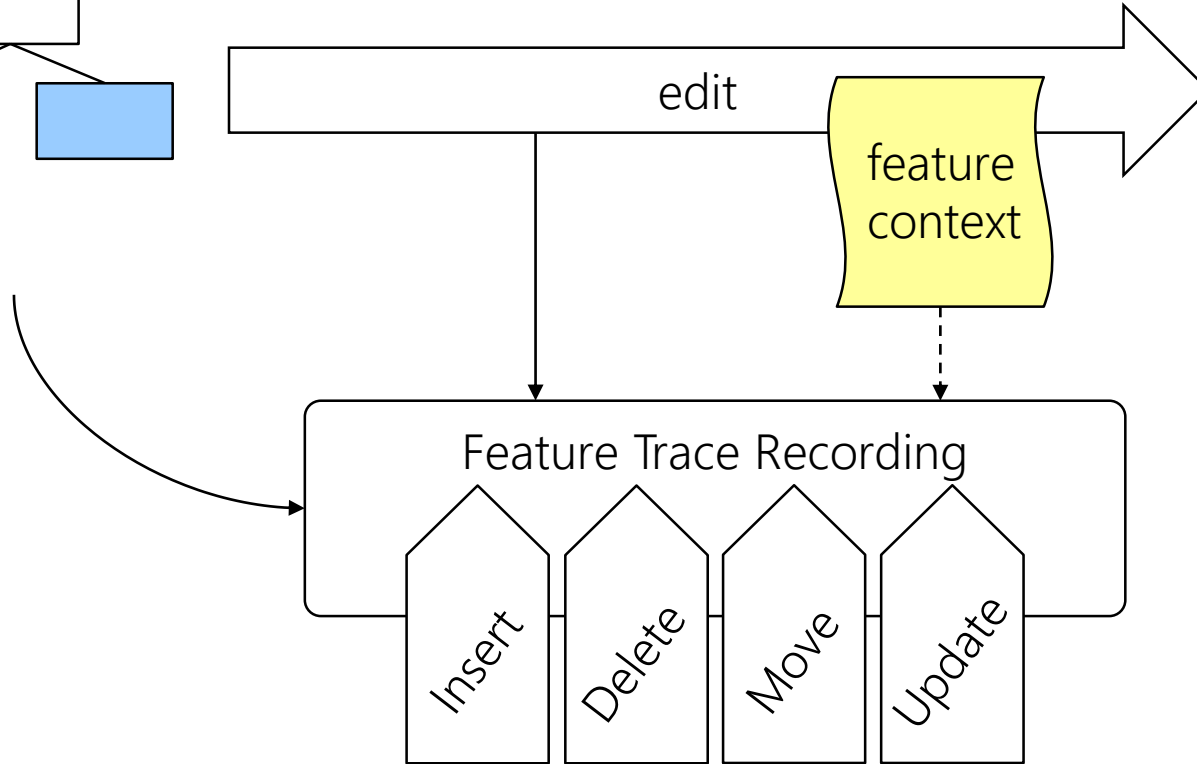 edit
feature
context
Feature Trace Recording
Insert
Delete
Move
Update